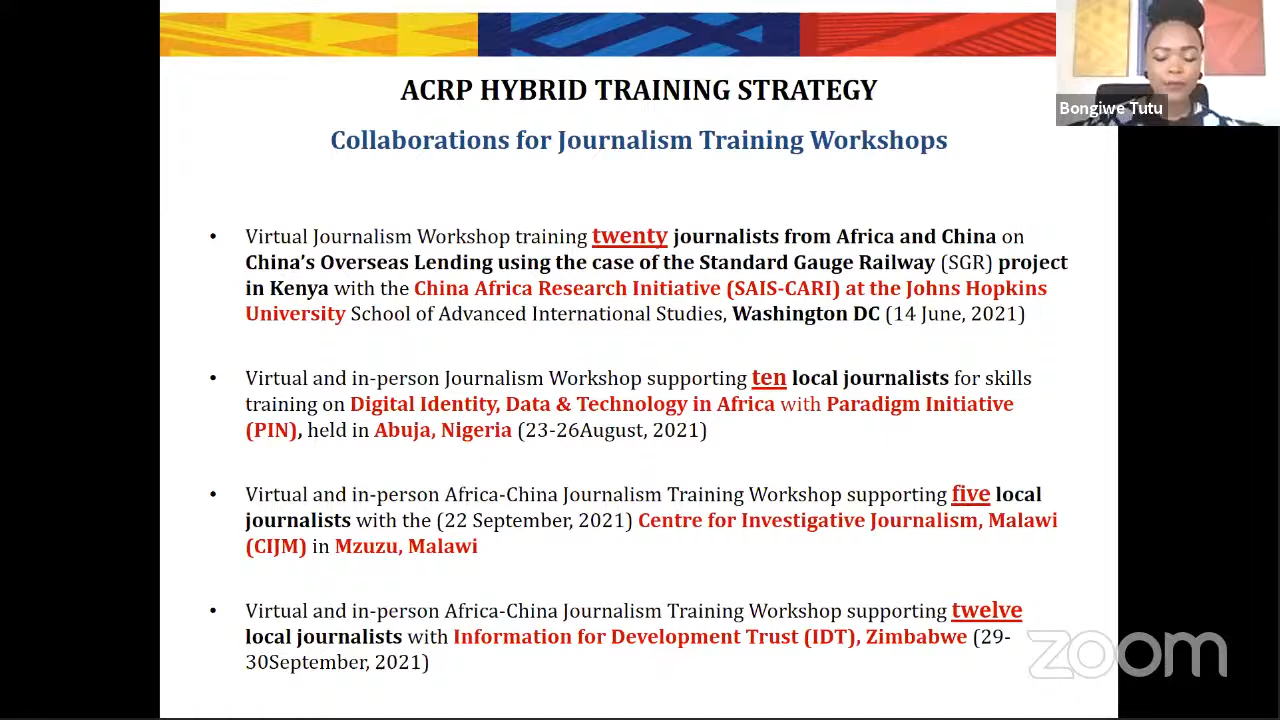 ACRP HYBRID TRAINING STRATEGY
Collaborations for Journalism Training Workshops
Bongiwe Tutu
• Virtual Journalism Workshop training twenty journalists from Africa and China on
China’s Overseas Lending using the case of the Standard Gauge Railway (SGR) project
in Kenya with the China Africa Research Initiative (SAIS-CARI) at the Johns Hopkins
University School of Advanced International Studies, Washington DC (14 June, 2021)
• Virtual and in-person Journalism Workshop supporting ten local journalists for skills
training on Digital Identity, Data & Technology in Africa with Paradigm Initiative
(PIN), held in Abuja, Nigeria (23-26August, 2021)
• Virtual and in-person Africa-China Journalism Training Workshop supporting five local
journalists with the (22 September, 2021) Centre for Investigative Journalism, Malawi
(CIJM) in Mzuzu, Malawi
• Virtual and in-person Africa-China Journalism Training Workshop supporting twelve
local journalists with Information for Development Trust (IDT), Zimbabwe (29-
30September, 2021)
zoom